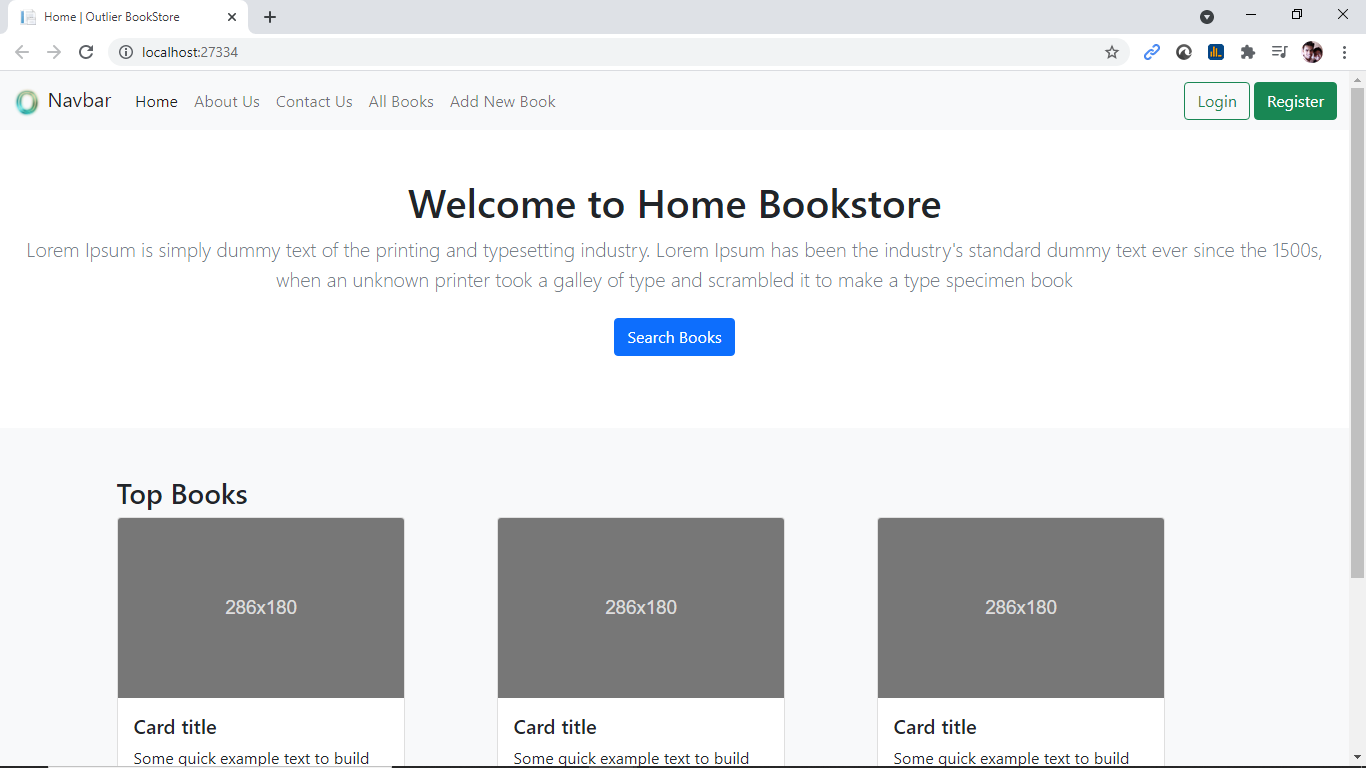 Home | Outlier BookStore
localhost:27334
Navbar Home About Us Contact Us All Books Add New Book Login Register
Welcome to Home Bookstore
Lorem Ipsum is simply dummy text of the printing and typesetting industry. Lorem Ipsum has been the industry's standard dummy text ever since the 1500s,
when an unknown printer took a galley of type and scrambled it to make a type specimen book
Search Books
Top Books
286x180 286x180 286x180
Card title Card title Card title
Some quick example text to build Some quick example text to build Some quick example text to build